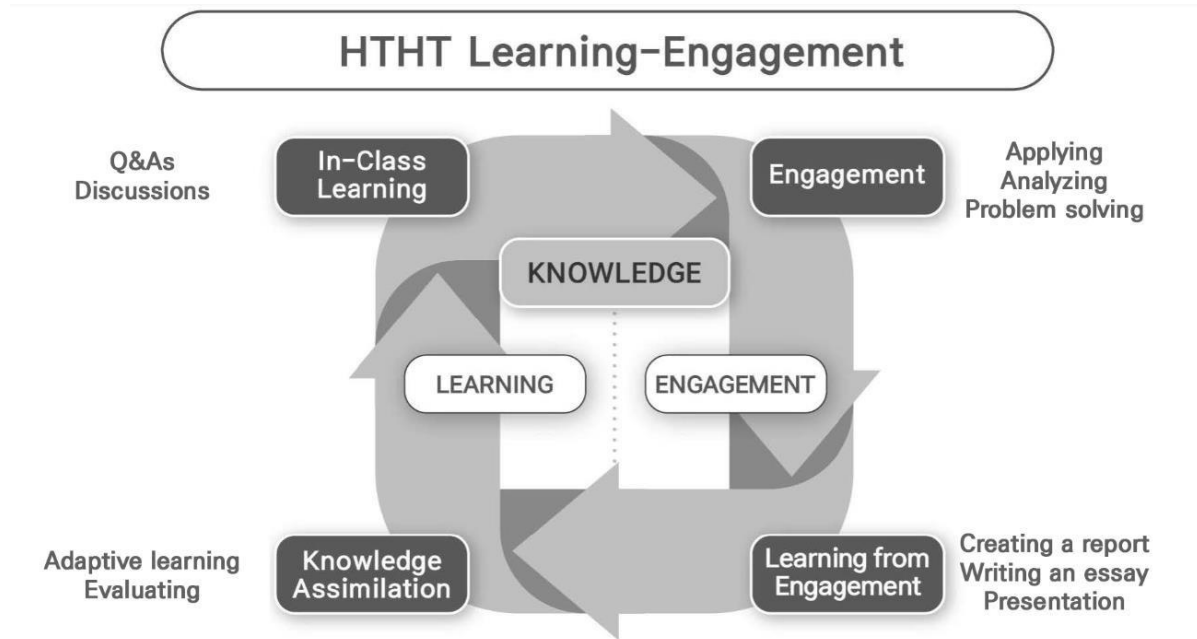 HTHT Learning-Engagement
Q&As
Discussions
In-Class
Learning
Engagement
Applying
Analyzing
Problem solving
KNOWLEDGE
LEARNING
ENGAGEMENT
Adaptive learning
Evaluating
Knowledge
Assimilation
Learning from
Engagement
Creating a report
Writing an essay
Presentation